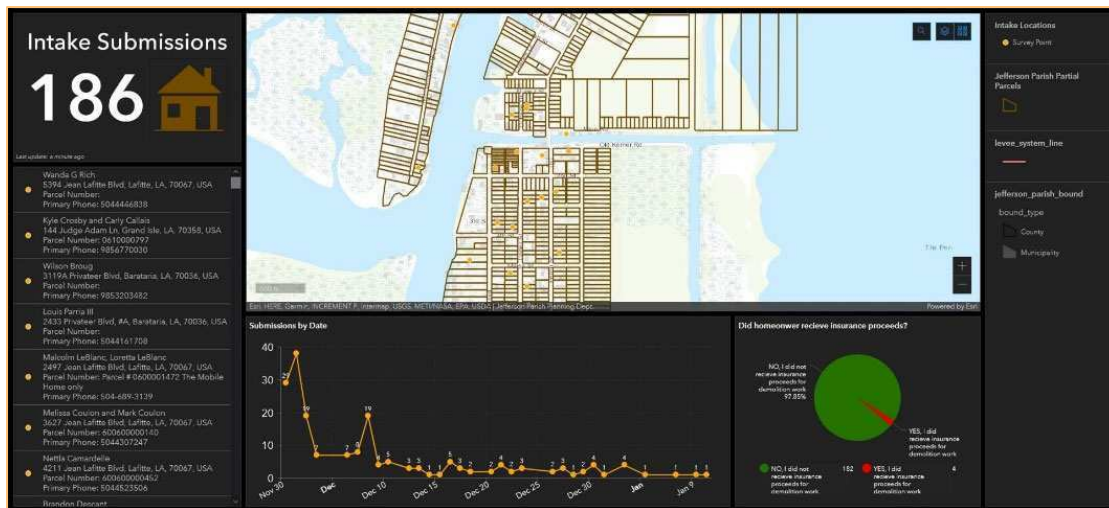 Intake Submissions
186
Last update: a minute ago
Wanda G Rich
5394 Jean Lafitte Blvd, Lafitte, LA, 70067, USA
Parcel Number:
Primary Phone: 5044446838
Kyle Crosby and Carly Callais
144 Judge Adam Ln, Grand Isle, LA, 70358, USA
Parcel Number: 0610000797
Primary Phone: 9856770030
Wilson Broug
3119A Privateer Blvd, Barataria, LA, 70036, USA
Parcel Number:
Primary Phone: 9853203482
Louis Parria III
2433 Privateer Blvd, #A, Barataria, LA, 70036, USA
Parcel Number:
Primary Phone: 5044161708
Malcolm LeBlanc, Loretta LeBlanc
2497 Jean Lafitte Blvd, Lafitte, LA, 70067, USA
Parcel Number: Parcel # 0600001472 The Mobile
Home only
Primary Phone: 504-689-3139
Melissa Coulon and Mark Coulon
3627 Jean Lafitte Blvd, Lafitte, LA, 70067, USA
Parcel Number: 600600000140
Primary Phone: 5044307247
Nettla Camardelle
4211 Jean Lafitte Blvd, Lafitte, LA, 70067, USA
Parcel Number: 600600000452
Primary Phone: 5044523506
Brandon Descant
The Pen
Esri, HERE, Garmin, INCREMENT P, Intermap, USGS, METI/NASA, EPA, USDA | Jefferson Parish Planning Dept.
Powered by Esri
Submissions by Date
40
30
20
10
0
29
19
7
7
8
19
4
5
3
3
1
1
5
3
2
2
4
2
3
2
3
1
2
4
1
4
1
1
1
1
Nov 30
Dec
Dec 10
Dec 15
Dec 20
Dec 25
Dec 30
Jan
Jan 9
Did homeonwer recieve insurance proceeds?
NO, I did not
recieve insurance
proceeds for
demolition work
97.85%
YES, I did
recieve insurance
proceeds for
demolition work
NO, I did not
recieve insurance
proceeds for
demolition work
182
YES, I did
recieve insurance
proceeds for
demolition work
4
Intake Locations
Survey Point
Jefferson Parish Partial
Parcels
levee_system_line
jefferson_parish_bound
bound_type
County
Municipality